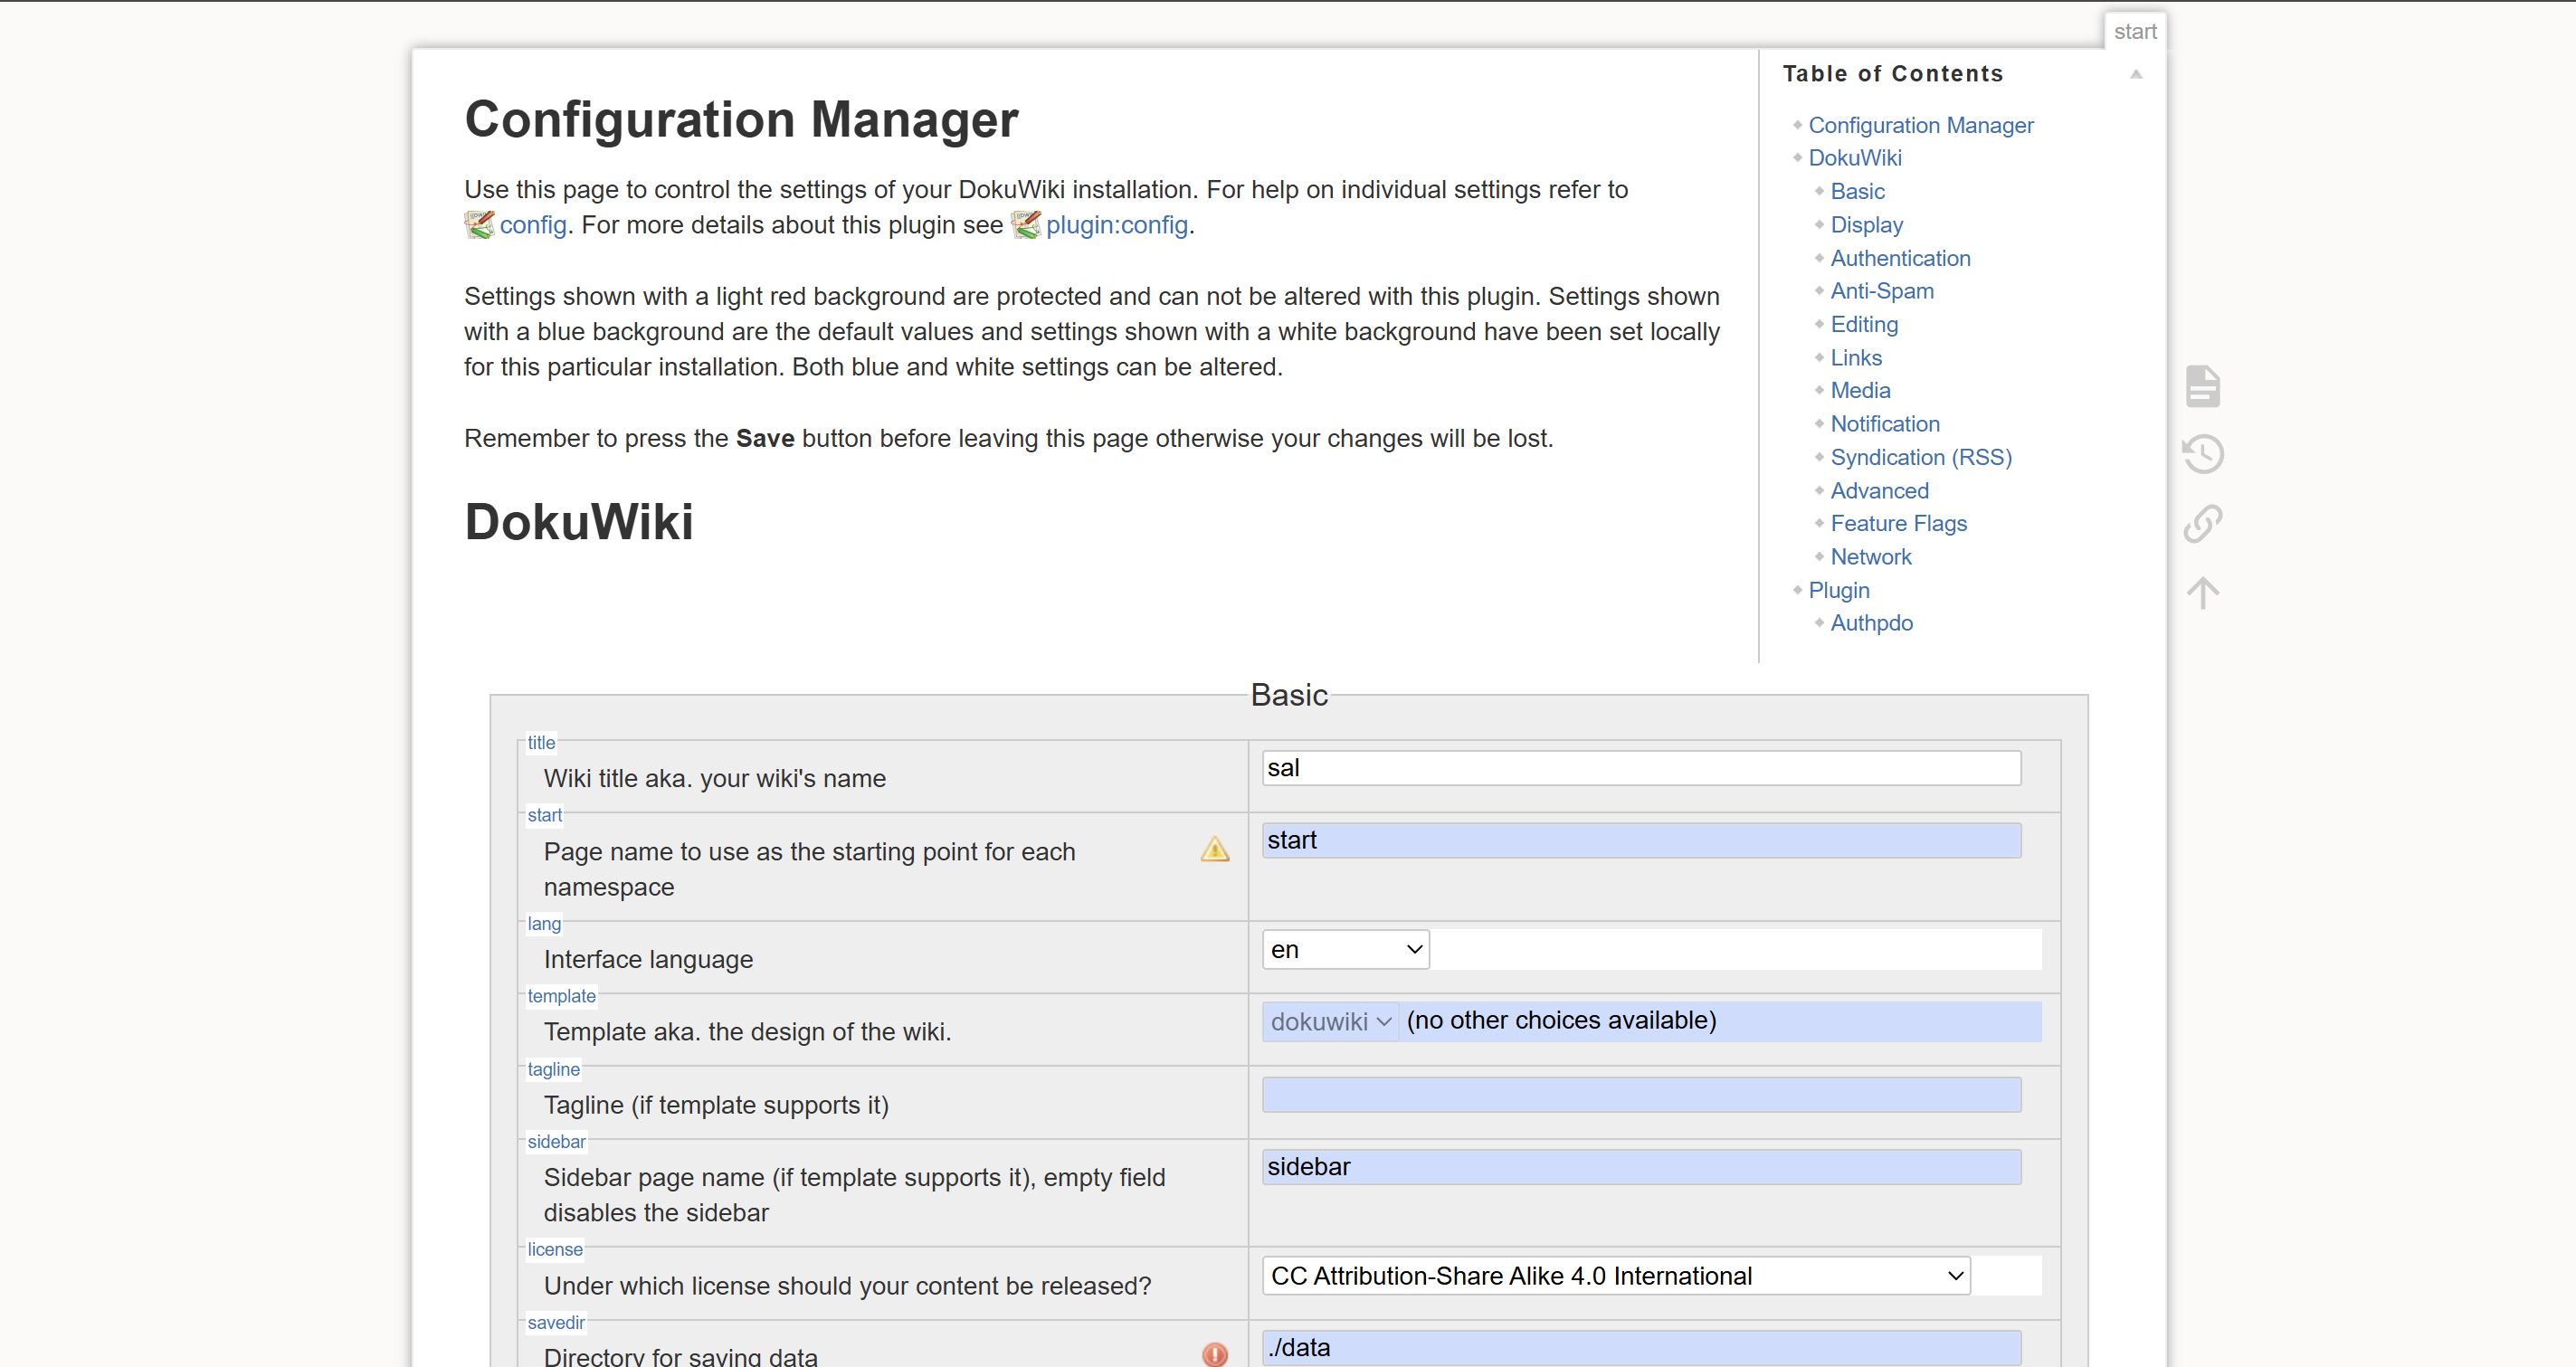 start
Configuration Manager
Use this page to control the settings of your DokuWiki installation. For help on individual settings refer to
config. For more details about this plugin see plugin:config.
Settings shown with a light red background are protected and can not be altered with this plugin. Settings shown
with a blue background are the default values and settings shown with a white background have been set locally
for this particular installation. Both blue and white settings can be altered.
Remember to press the Save button before leaving this page otherwise your changes will be lost.
DokuWiki
Table of Contents
Configuration Manager
DokuWiki
Basic
Display
Authentication
Anti-Spam
Editing
Links
Media
Notification
Syndication (RSS)
Advanced
Feature Flags
Network
Plugin
Authpdo
Basic
title
Wiki title aka. your wiki's name
sal
start
Page name to use as the starting point for each
namespace
start
lang
Interface language
en
template
Template aka. the design of the wiki.
dokuwiki (no other choices available)
tagline
Tagline (if template supports it)
sidebar
Sidebar page name (if template supports it), empty field
disables the sidebar
sidebar
license
Under which license should your content be released?
CC Attribution-Share Alike 4.0 International
savedir
Directory for saving data
./data